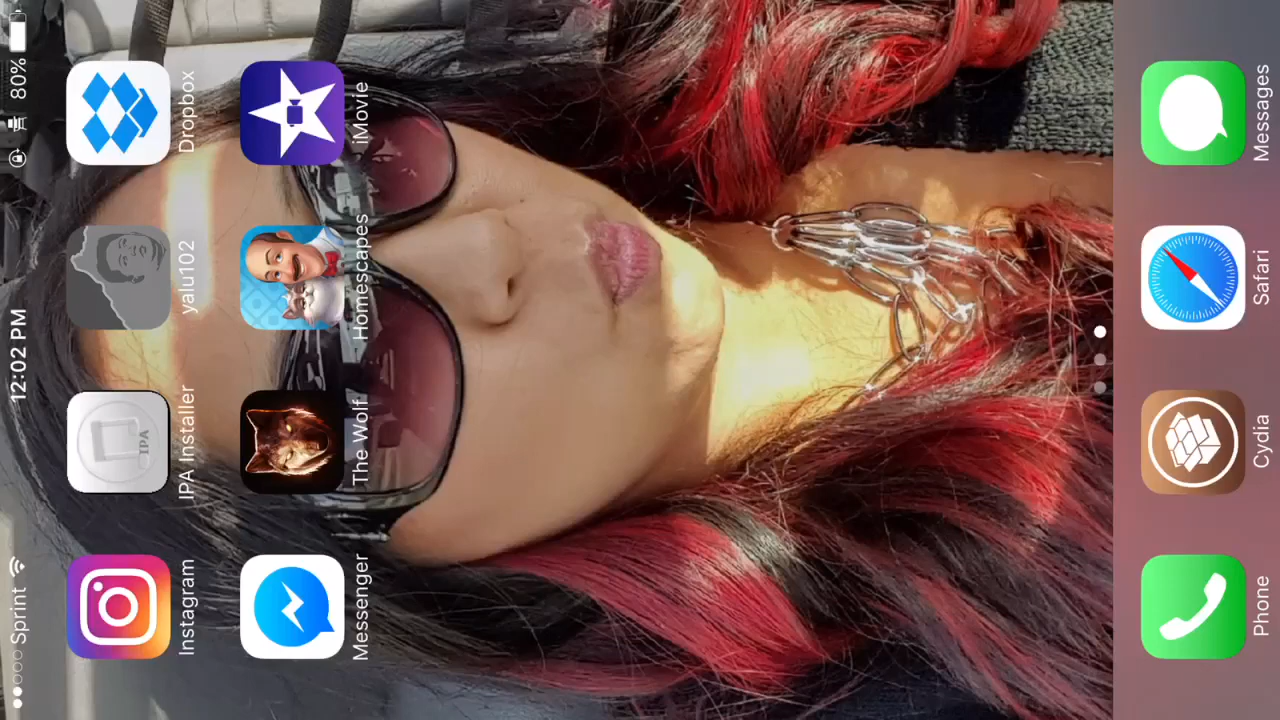 Sprint 12:02 PM 80%
IPA
Instagram IPA Installer yalu102 Dropbox
Messenger The Wolf Homescapes iMovie
Phone Cydia Safari Messages